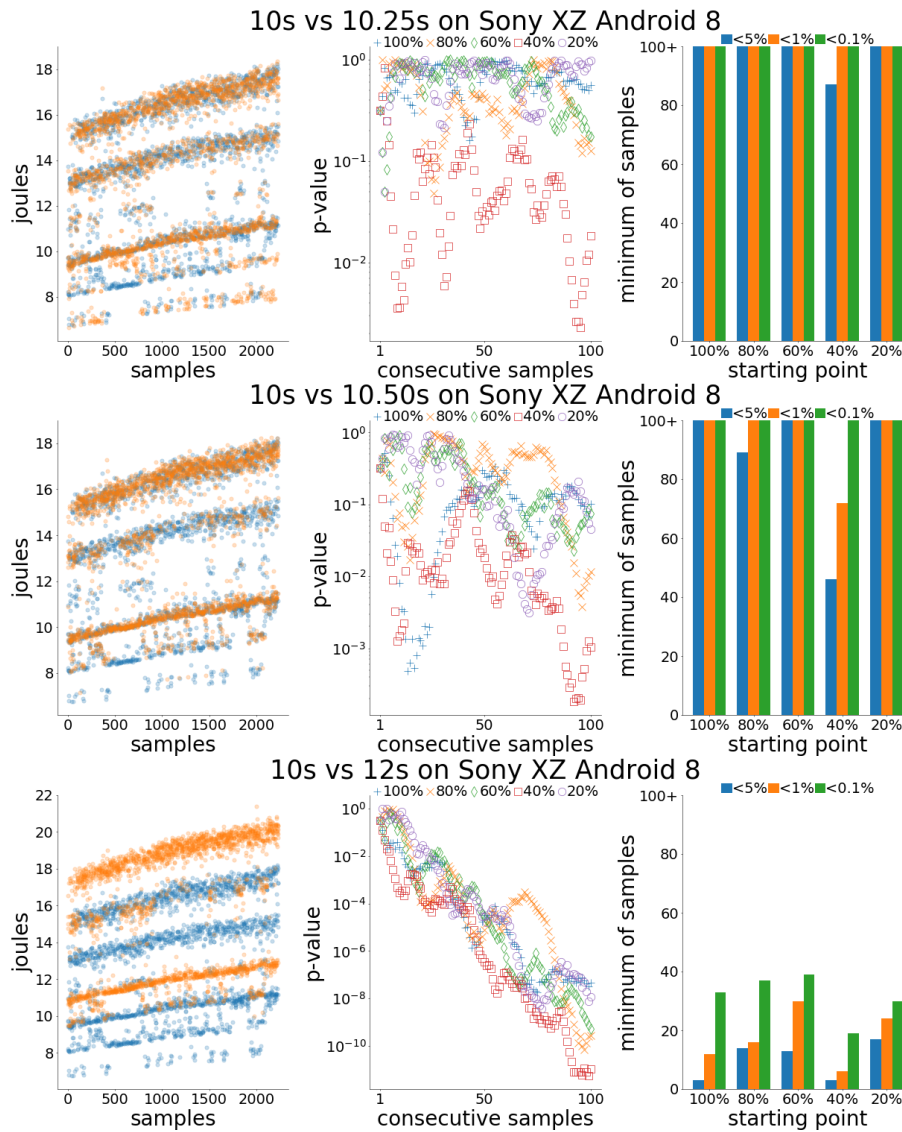 10s vs 10.25s on Sony XZ Android 8
100% 80% 60% 40% 20%
<5% <1% <0.1%
18
16
14
12
10
8
joules
0 500 1000 1500 2000
samples
10⁰
10⁻¹
10⁻²
p-value
1 50 100
consecutive samples
100+
80
60
40
20
0
minimum of samples
100% 80% 60% 40% 20%
starting point
10s vs 10.50s on Sony XZ Android 8
100% 80% 60% 40% 20%
<5% <1% <0.1%
18
16
14
12
10
8
joules
0 500 1000 1500 2000
samples
10⁰
10⁻¹
10⁻²
10⁻³
p-value
1 50 100
consecutive samples
100+
80
60
40
20
0
minimum of samples
100% 80% 60% 40% 20%
starting point
10s vs 12s on Sony XZ Android 8
100% 80% 60% 40% 20%
<5% <1% <0.1%
22
20
18
16
14
12
10
8
joules
0 500 1000 1500 2000
samples
10⁰
10⁻²
10⁻⁴
10⁻⁶
10⁻⁸
10⁻¹⁰
p-value
1 50 100
consecutive samples
100+
80
60
40
20
0
minimum of samples
100% 80% 60% 40% 20%
starting point